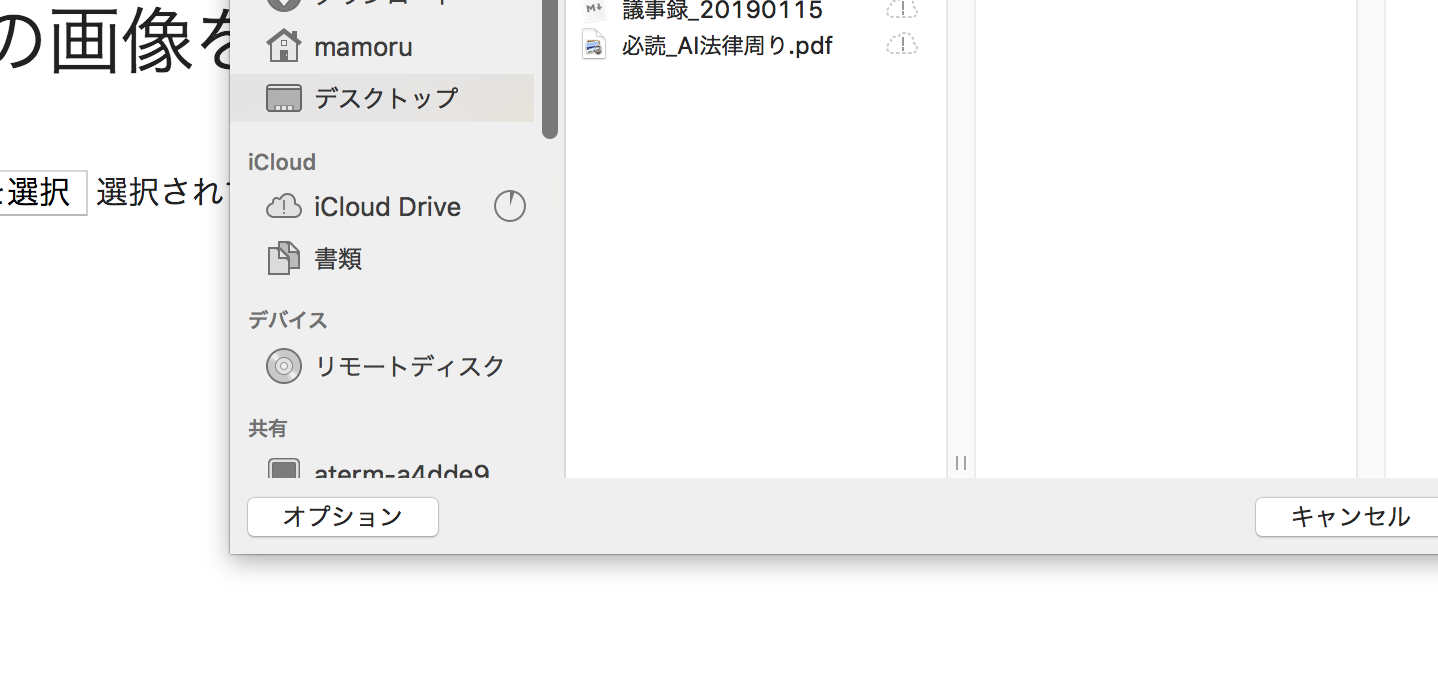 の画像を
を選択
選択され
mamoru
デスクトップ
iCloud
iCloud Drive
書類
デバイス
リモートディスク
共有
aterm-a4dde9
議事録_20190115
必読_AI法律周り.pdf
オプション
キャンセル